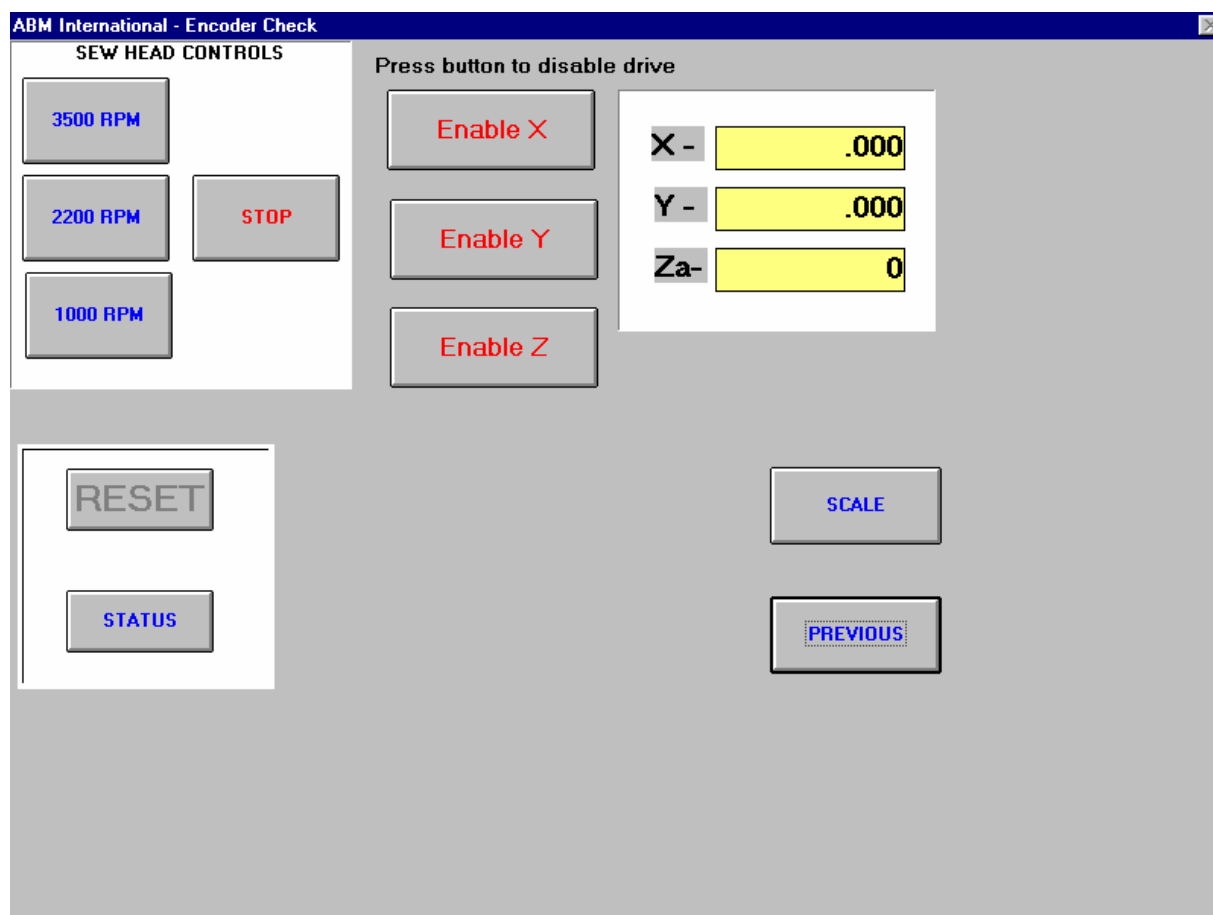 ABM International - Encoder Check
SEW HEAD CONTROLS
3500 RPM
2200 RPM
STOP
1000 RPM
Press button to disable drive
Enable X
Enable Y
Enable Z
X - .000
Y - .000
Za- 0
RESET
STATUS
SCALE
PREVIOUS